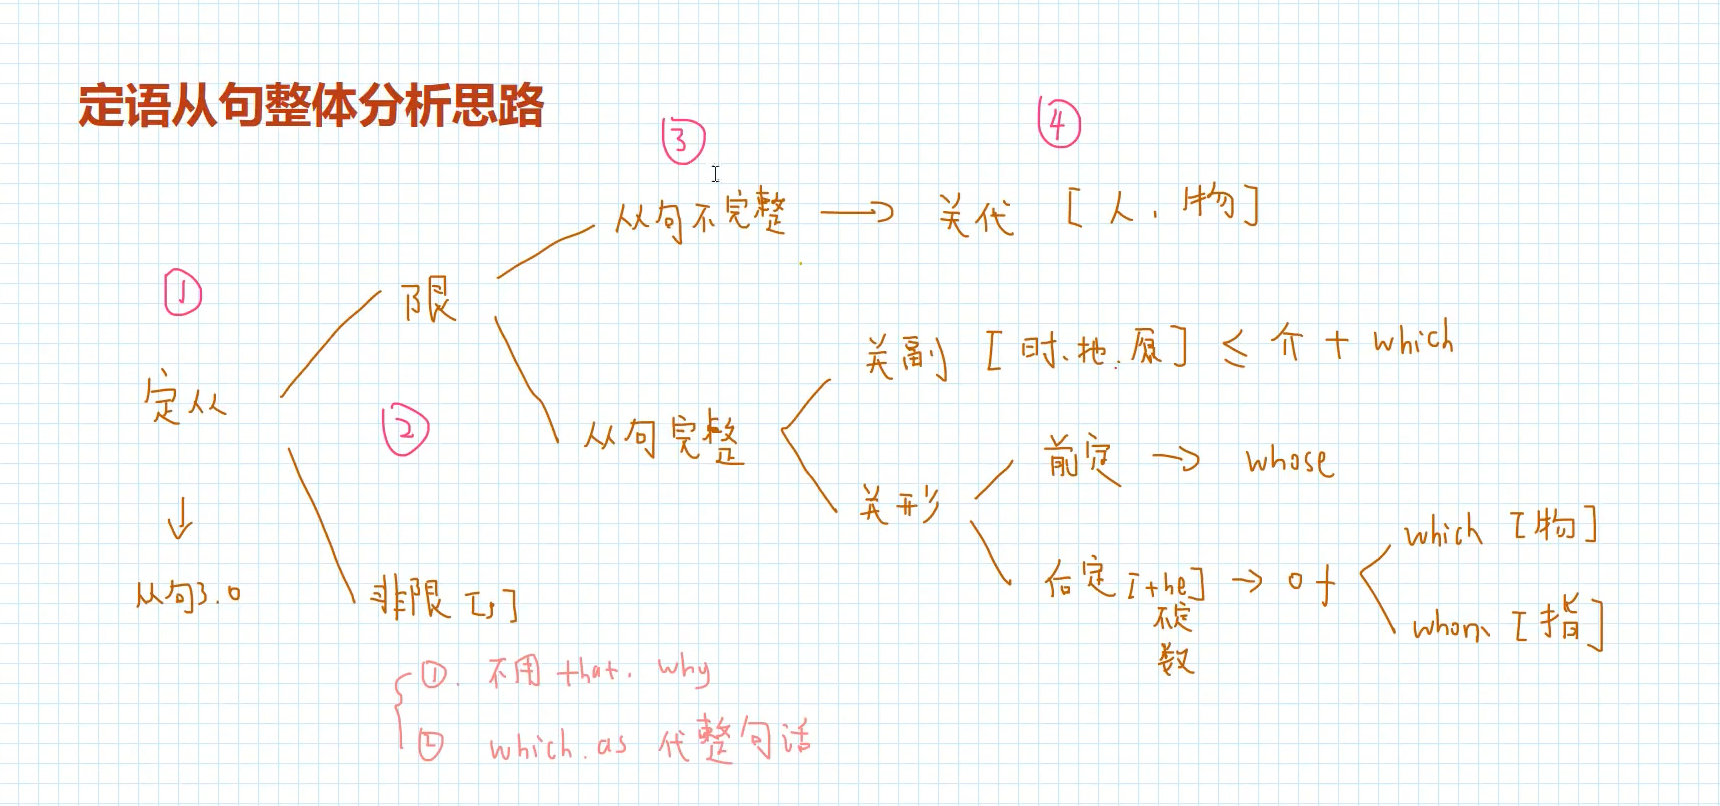 定语从句整体分析思路
③
④
从句不完整 → 关代 [人、物]
①
限
关副 [时、地、原] ≤ 介 + which
定从
②
从句完整
前定 → whose
关形
which [物]
后定 [the] → of
不定
数
whom [指]
↓
从句3.0
非限 [,]
①. 不用 that. why
② which.as 代整句话